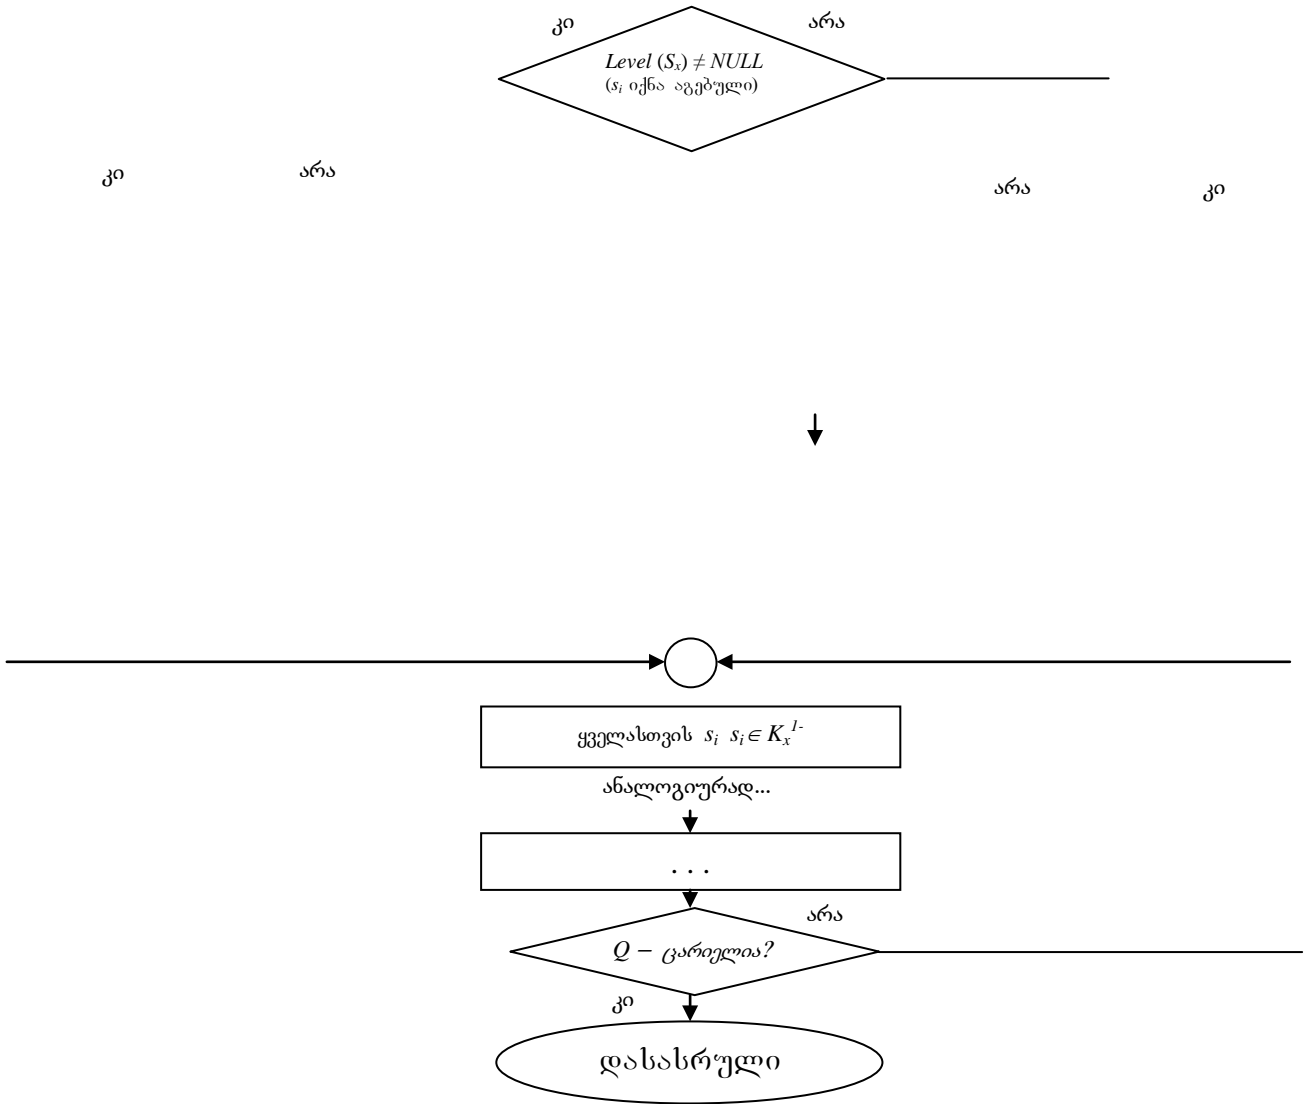 კი
არა
Level (Sx) ≠ NULL
(si იქნა აგებული)
კი
არა
არა
კი
ყველასთვის si si ∈ Kx1-
ანალოგიურად...
. . .
არა
Q – ცარიელია?
კი
დასასრული